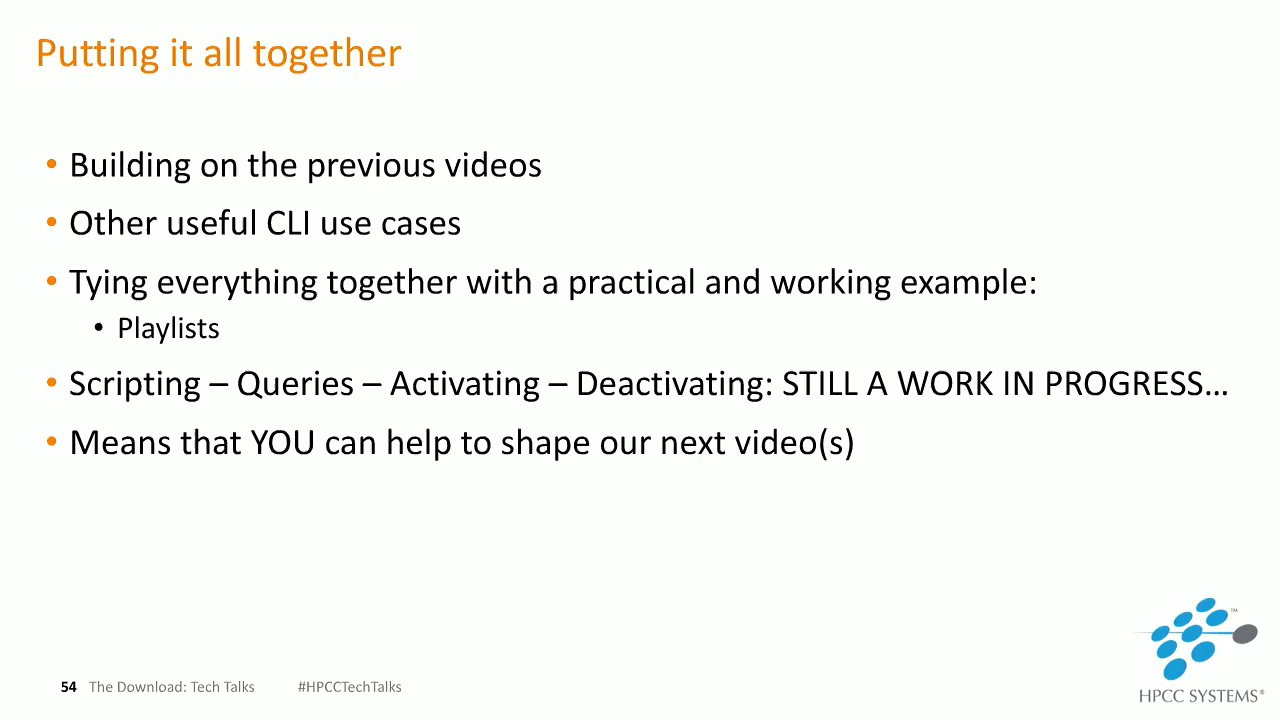 Putting it all together
• Building on the previous videos
• Other useful CLI use cases
• Tying everything together with a practical and working example:
• Playlists
• Scripting – Queries – Activating – Deactivating: STILL A WORK IN PROGRESS…
• Means that YOU can help to shape our next video(s)
54 The Download: Tech Talks #HPCCTechTalks
™
HPCC SYSTEMS®